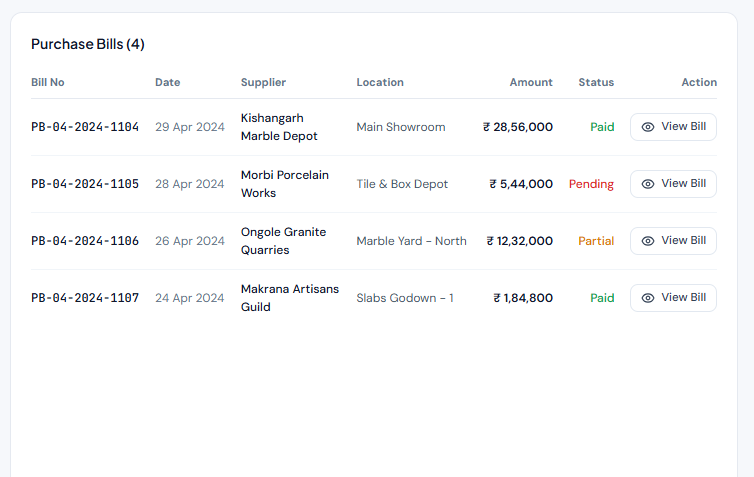 Purchase Bills (4)
Bill No Date Supplier Location Amount Status Action
PB-04-2024-1104 29 Apr 2024 Kishangarh Marble Depot Main Showroom ₹ 28,56,000 Paid View Bill
PB-04-2024-1105 28 Apr 2024 Morbi Porcelain Works Tile & Box Depot ₹ 5,44,000 Pending View Bill
PB-04-2024-1106 26 Apr 2024 Ongole Granite Quarries Marble Yard - North ₹ 12,32,000 Partial View Bill
PB-04-2024-1107 24 Apr 2024 Makrana Artisans Guild Slabs Godown - 1 ₹ 1,84,800 Paid View Bill